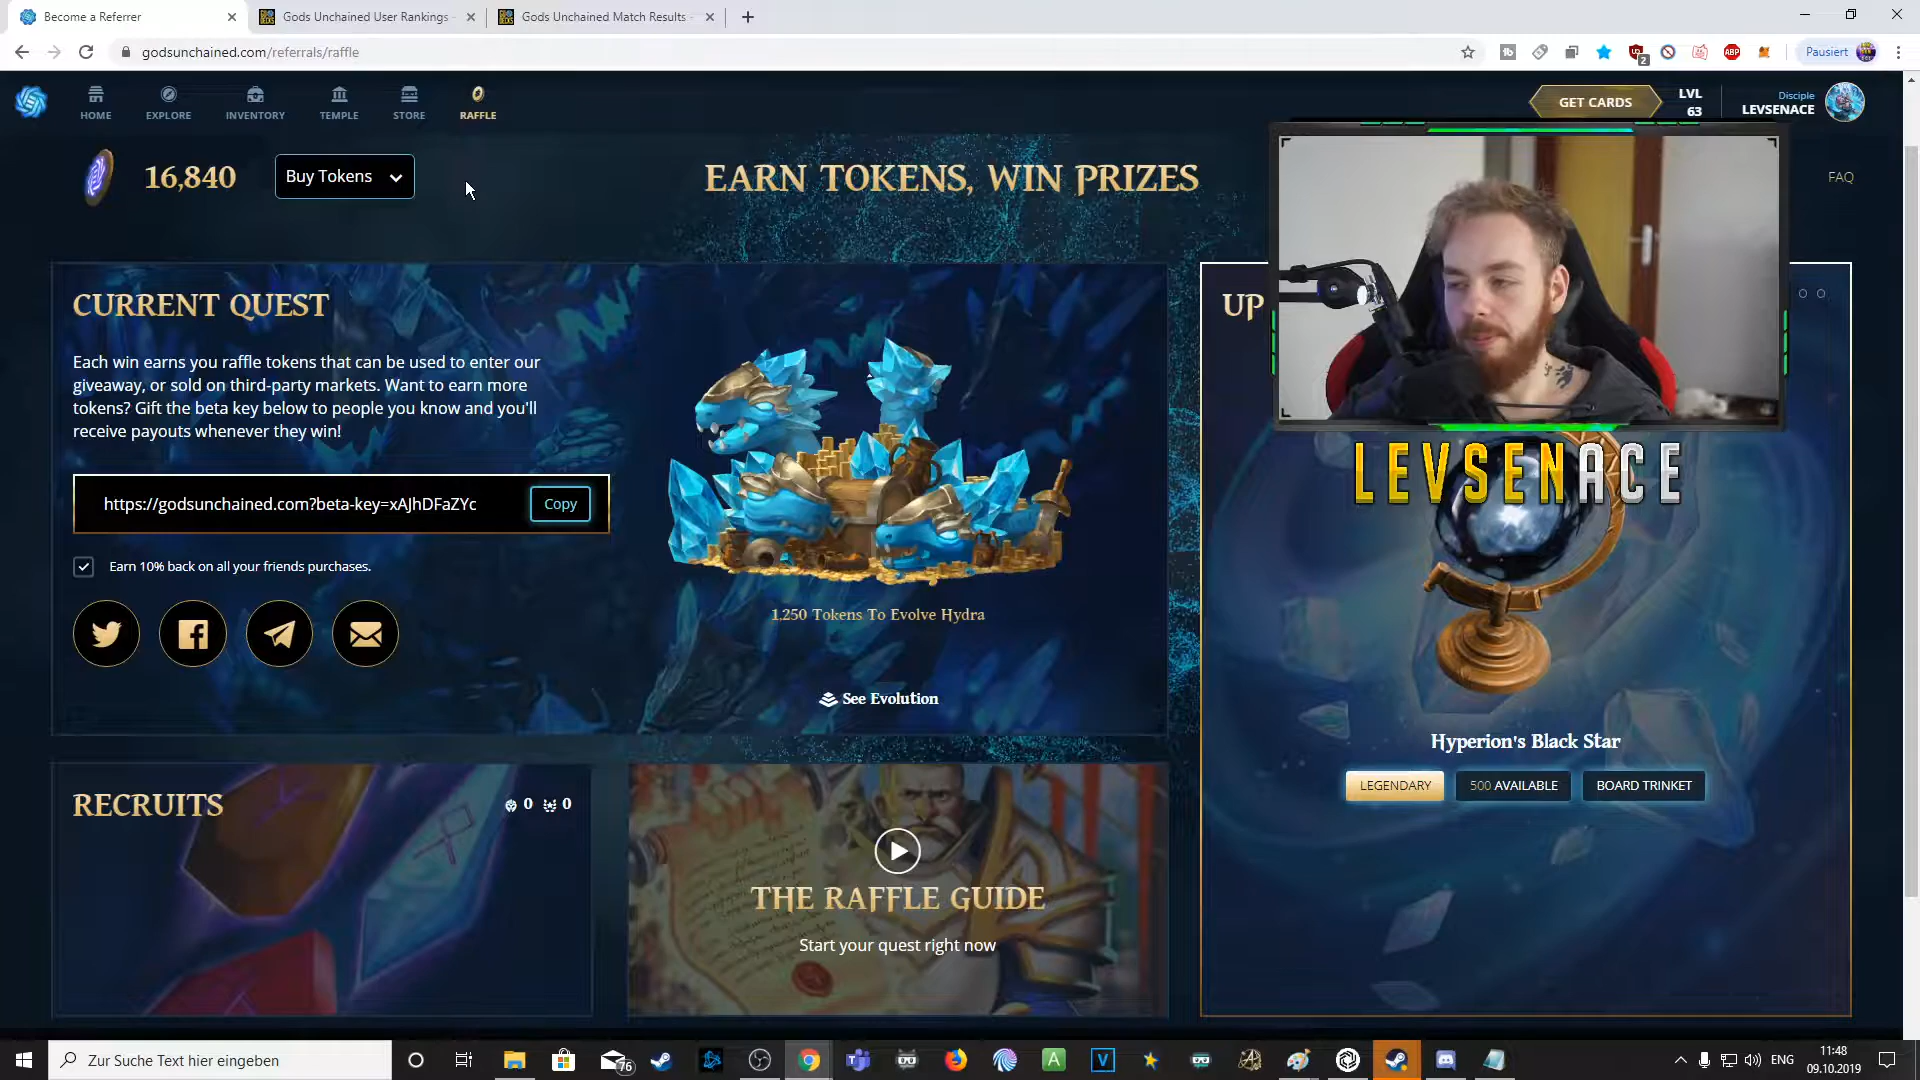 Become a Referrer
Gods Unchained User Rankings -
Gods Unchained Match Results -
godsunchained.com/referrals/raffle
2
ABP
Pausiert
HOME
EXPLORE
INVENTORY
TEMPLE
STORE
RAFFLE
GET CARDS
LVL
63
Disciple
LEVSENACE
16,840
Buy Tokens
EARN TOKENS, WIN PRIZES
FAQ
CURRENT QUEST
Each win earns you raffle tokens that can be used to enter our
giveaway, or sold on third-party markets. Want to earn more
tokens? Gift the beta key below to people you know and you'll
receive payouts whenever they win!
https://godsunchained.com?beta-key=xAJhDFaZYc
Copy
Earn 10% back on all your friends purchases.
1,250 Tokens To Evolve Hydra
See Evolution
UP
LEVSENACE
Hyperion's Black Star
LEGENDARY
500 AVAILABLE
BOARD TRINKET
RECRUITS
0
0
THE RAFFLE GUIDE
Start your quest right now
Zur Suche Text hier eingeben
76
ENG
11:48
09.10.2019